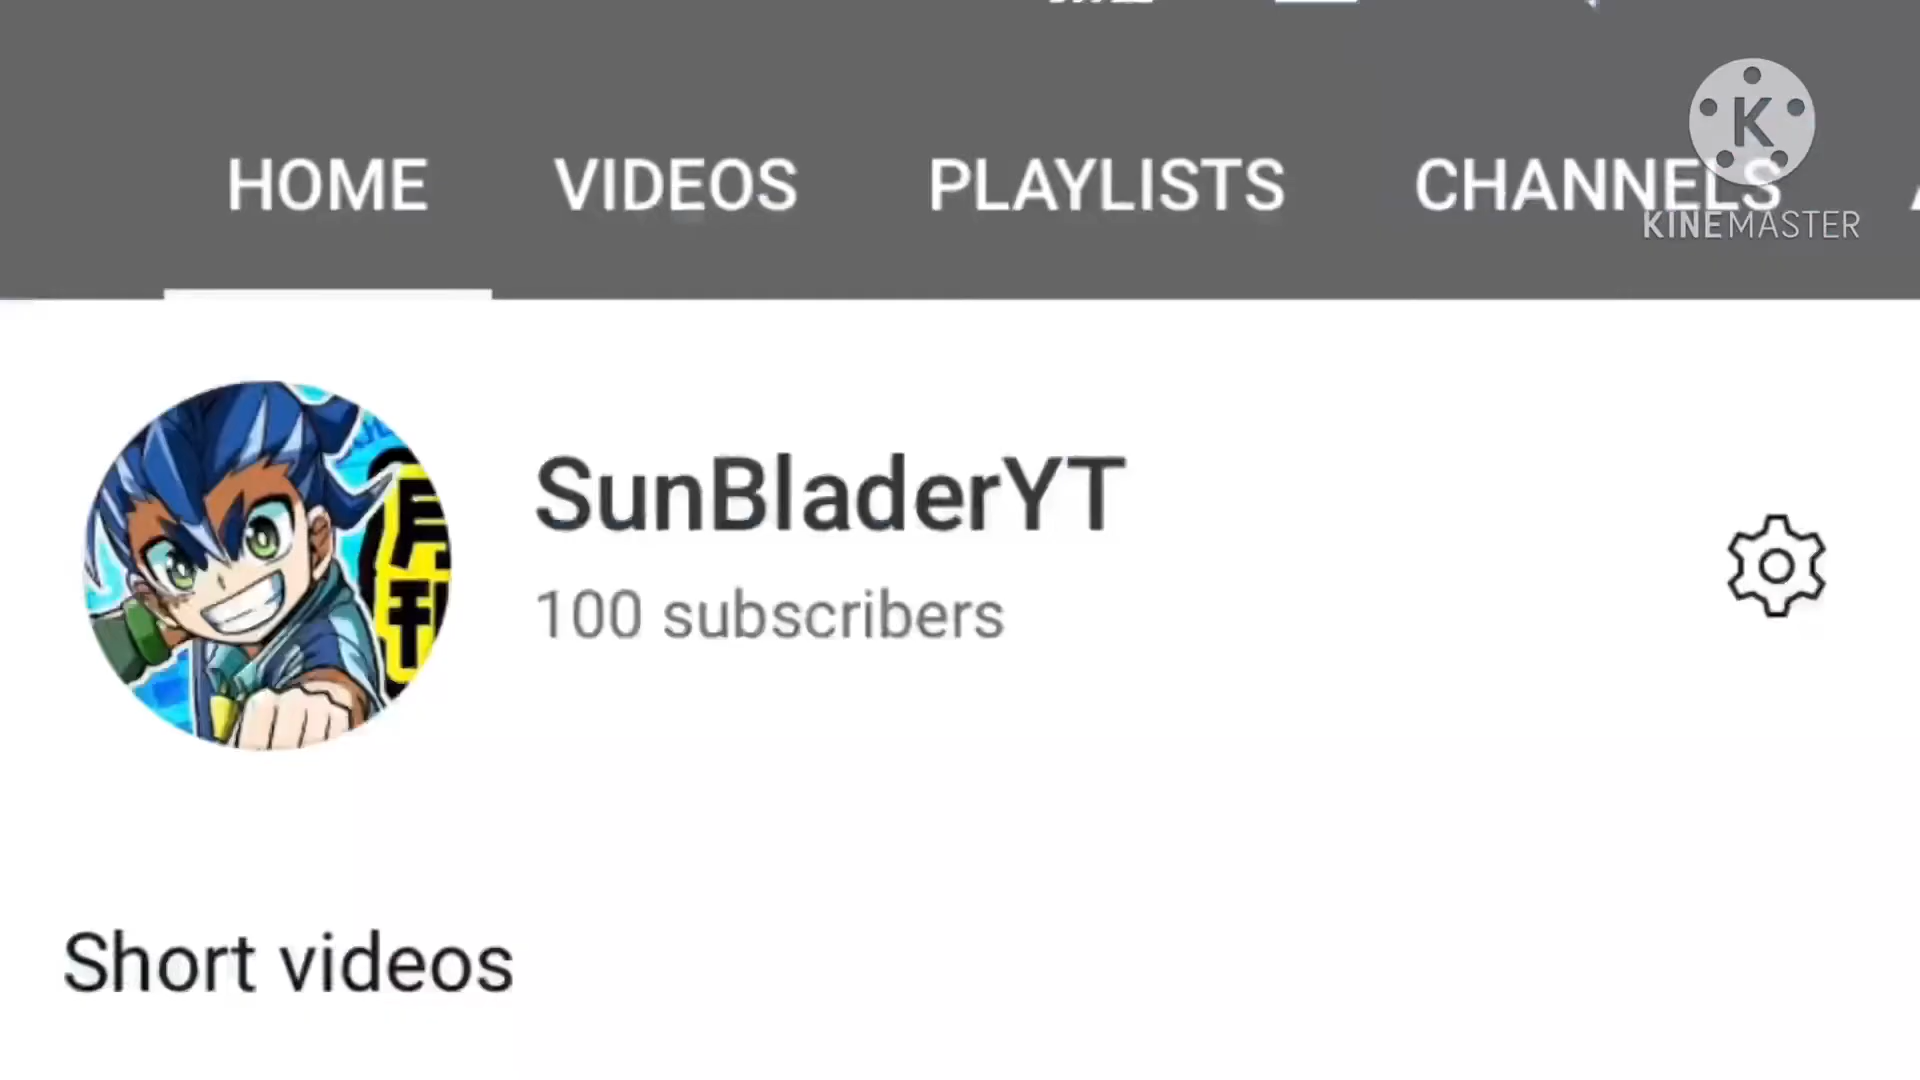 HOME VIDEOS PLAYLISTS CHANNELS
K
KINEMASTER
SunBladerYT
100 subscribers
Short videos